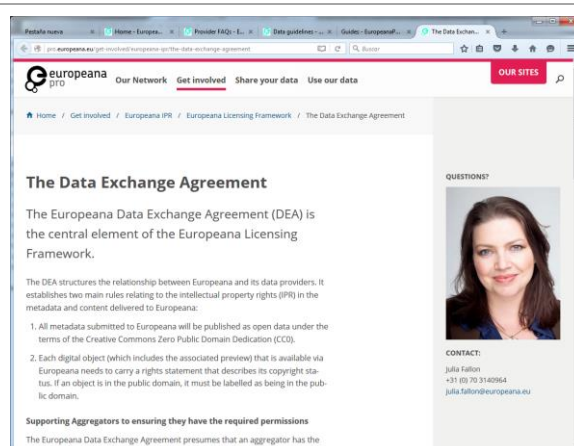 Pestaña nueva
Home - Europea...
Provider FAQs - E...
Data guidelines - ...
Guides - EuropeanaP...
The Data Exchan...
pro.europeana.eu/get-involved/europeana-ipr/the-data-exchange-agreement
Buscar
europeana
pro
Our Network
Get involved
Share your data
Use our data
OUR SITES
Home / Get involved / Europeana IPR / Europeana Licensing Framework / The Data Exchange Agreement
The Data Exchange Agreement
The Europeana Data Exchange Agreement (DEA) is
the central element of the Europeana Licensing
Framework.
The DEA structures the relationship between Europeana and its data providers. It
establishes two main rules relating to the intellectual property rights (IPR) in the
metadata and content delivered to Europeana:
1. All metadata submitted to Europeana will be published as open data under the
terms of the Creative Commons Zero Public Domain Dedication (CC0).
2. Each digital object (which includes the associated preview) that is available via
Europeana needs to carry a rights statement that describes its copyright sta-
tus. If an object is in the public domain, it must be labelled as being in the pub-
lic domain.
Supporting Aggregators to ensuring they have the required permissions
The Europeana Data Exchange Agreement presumes that an aggregator has the
QUESTIONS?
CONTACT:
Julia Fallon
+31 (0) 70 3140964
julia.fallon@europeana.eu